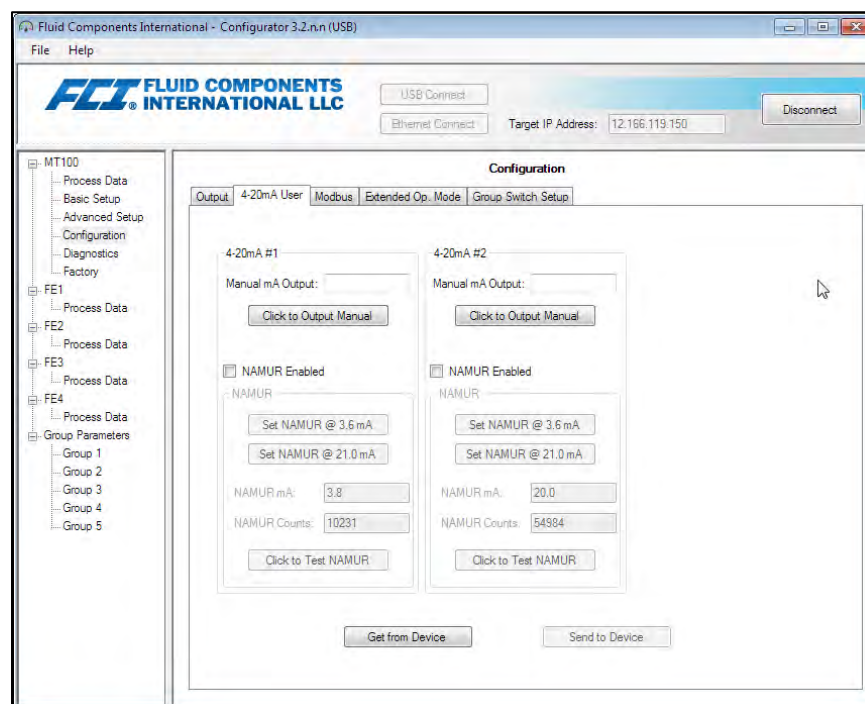 Fluid Components International - Configurator 3.2.n.n (USB)
File Help
FCI FLUID COMPONENTS
® INTERNATIONAL LLC
USB Connect
Ethernet Connect
Target IP Address: 12.166.119.150
Disconnect
MT100
Process Data
Basic Setup
Advanced Setup
Configuration
Diagnostics
Factory
FE1
Process Data
FE2
Process Data
FE3
Process Data
FE4
Process Data
Group Parameters
Group 1
Group 2
Group 3
Group 4
Group 5
Configuration
Output 4-20mA User Modbus Extended Op. Mode Group Switch Setup
4-20mA #1
Manual mA Output:
Click to Output Manual
NAMUR Enabled
NAMUR
Set NAMUR @ 3.6 mA
Set NAMUR @ 21.0 mA
NAMUR mA: 3.8
NAMUR Counts: 10231
Click to Test NAMUR
4-20mA #2
Manual mA Output:
Click to Output Manual
NAMUR Enabled
NAMUR
Set NAMUR @ 3.6 mA
Set NAMUR @ 21.0 mA
NAMUR mA: 20.0
NAMUR Counts: 54984
Click to Test NAMUR
Get from Device
Send to Device